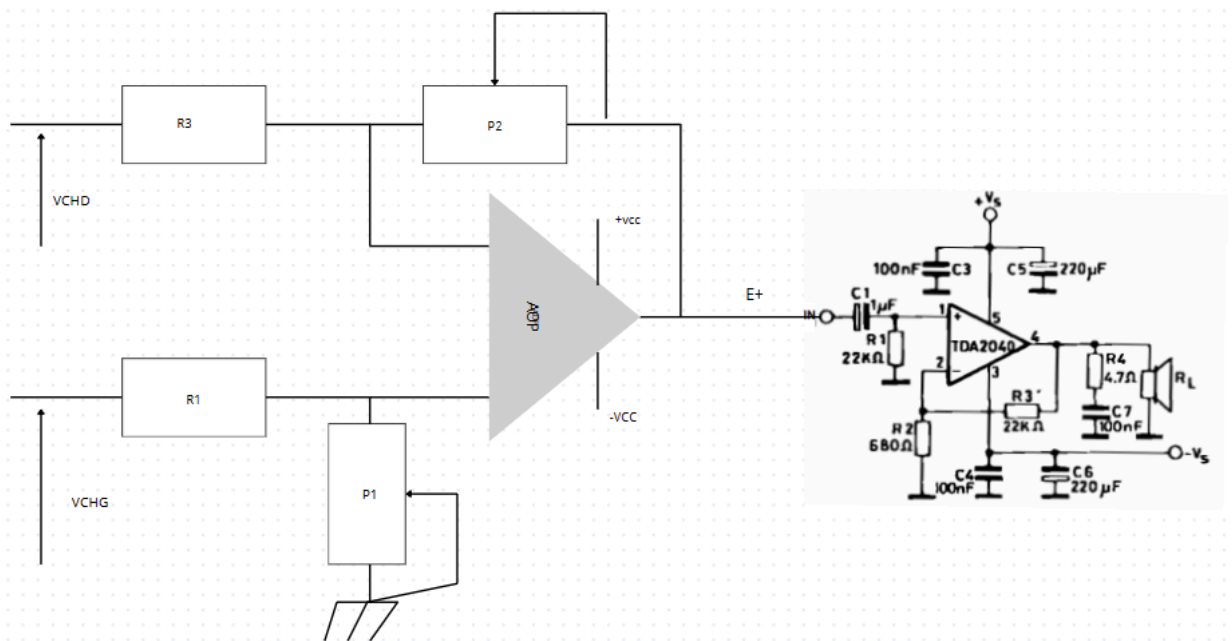 R3
P2
VCHD
+vcc
E+
R1
-VCC
P1
VCHG
+Vs
100nF C3
C5 220µF
C1
1µF
IN
1
+
5
4
R1
22KΩ
TDA2040
2
-
3
R4
4.7Ω
RL
R3'
22KΩ
C7
100nF
R2
680Ω
-Vs
C4
100nF
C6
220µF